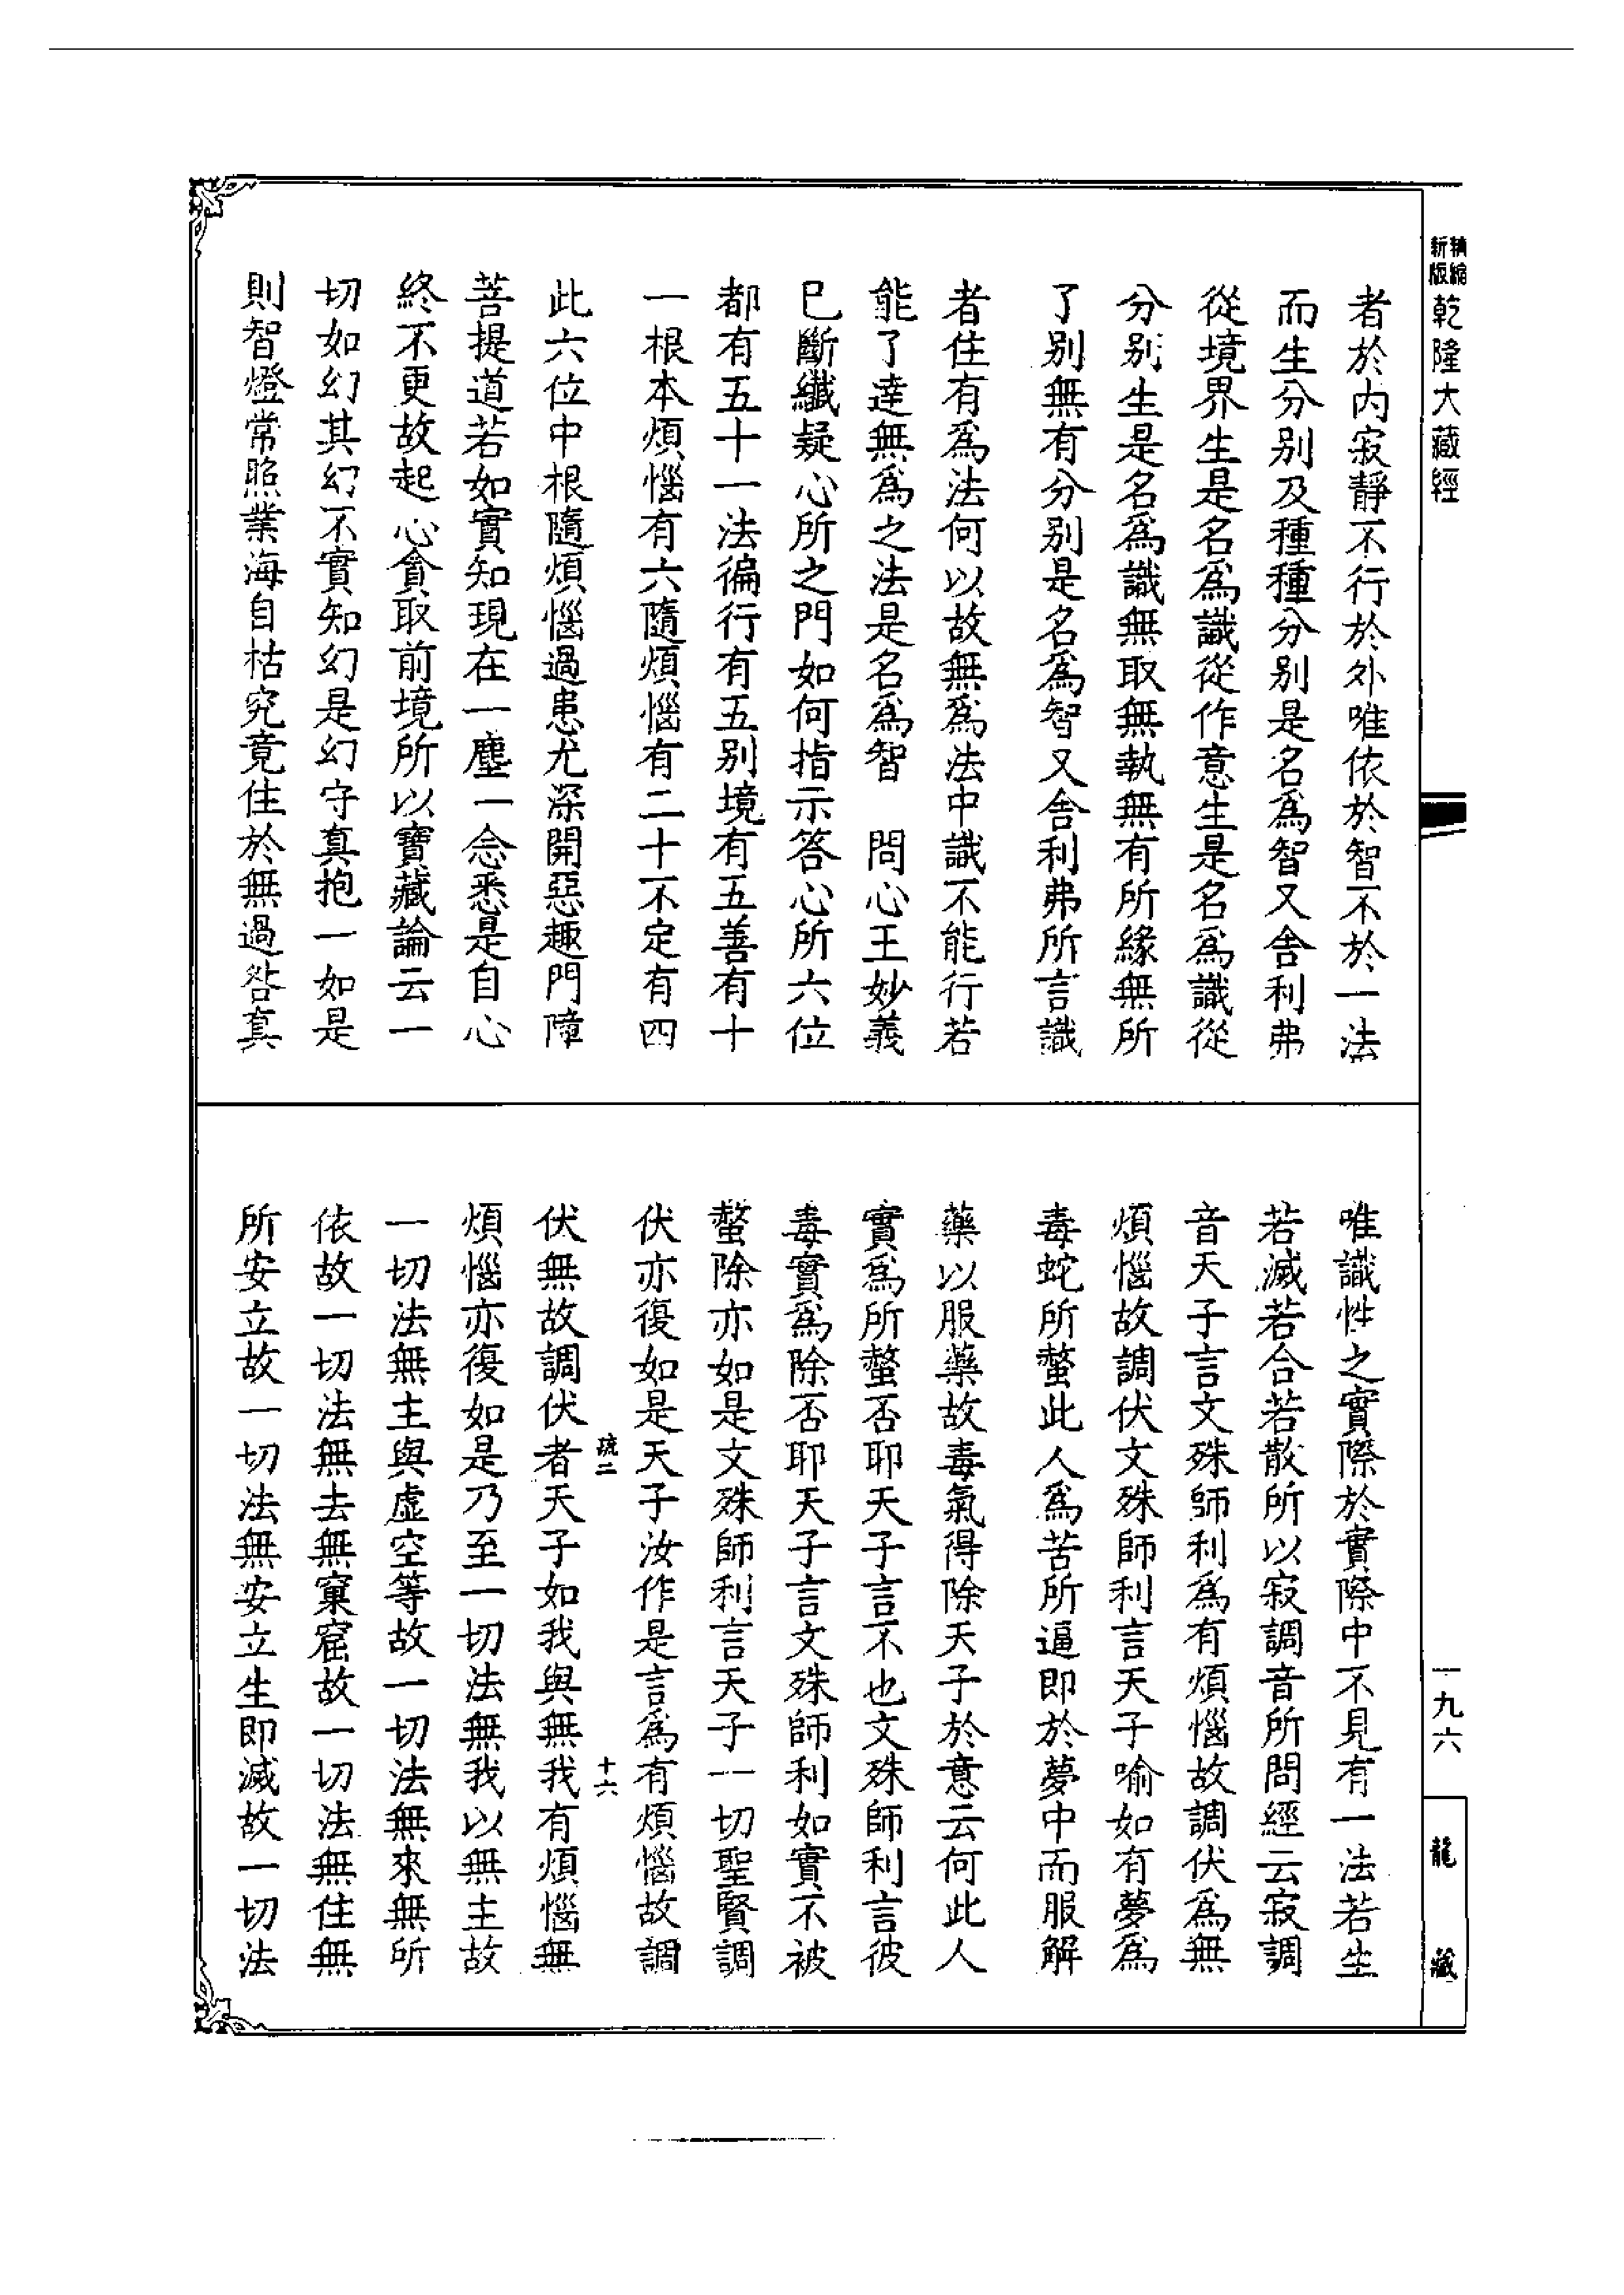 精縮新版乾隆大藏經
一九六
龍藏
者於內寂靜不行於外唯依於智不於一法
而生分別及種種分別是名為智又舍利弗
從境界生是名為識從作意生是名為識從
分別生是名為識無取無執無有所緣無所
了別無有分別是名為智又舍利弗所言識
者住有為法何以故無為法中識不能行若
能了達無為之法是名為智　問心王妙義
已斷纖疑心所之門如何指示答心所六位
都有五十一法徧行有五別境有五善有十
一根本煩惱有六隨煩惱有二十不定有四
此六位中根隨煩惱過患尤深開惡趣門障
菩提道若如實知現在一塵一念悉是自心
終不更故起心貪取前境所以寶藏論云一
切如幻其幻不實知幻是幻守真抱一如是
則智燈常照業海自枯究竟住於無過咎真
唯識性之實際於實際中不見有一法若生
若滅若合若散所以寂調音所問經云寂調
音天子言文殊師利為有煩惱故調伏為無
煩惱故調伏文殊師利言天子喻如有夢為
毒蛇所螫此人為苦所逼即於夢中而服解
藥以服藥故毒氣得除天子於意云何此人
實為所螫否耶天子言不也文殊師利言彼
毒實為除否耶天子言文殊師利如實不被
螫除亦如是文殊師利言天子一切聖賢調
伏亦復如是天子汝作是言為有煩惱故調
疏二　十六
伏無故調伏者天子如我與無我有煩惱無
煩惱亦復如是乃至一切法無我以無主故
一切法無主與虛空等故一切法無來無所
依故一切法無去無窠窟故一切法無住無
所安立故一切法無安立生即滅故一切法